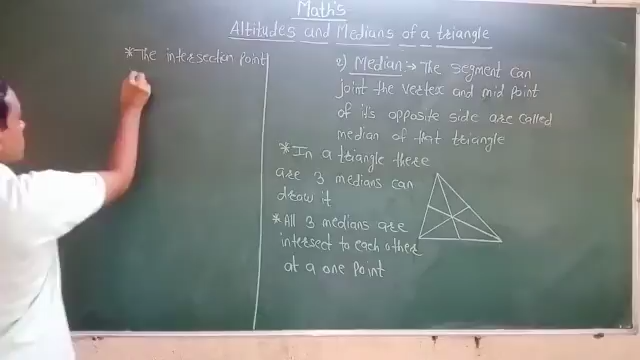 Maths
Altitudes and Medians of a triangle
*The intersection point
2) Median :→ The segment can
joint the vertex and mid point
of it's opposite side are called
median of that triangle
*In a triangle there
are 3 medians can
draw it
*All 3 medians are
intersect to each other
at a one point